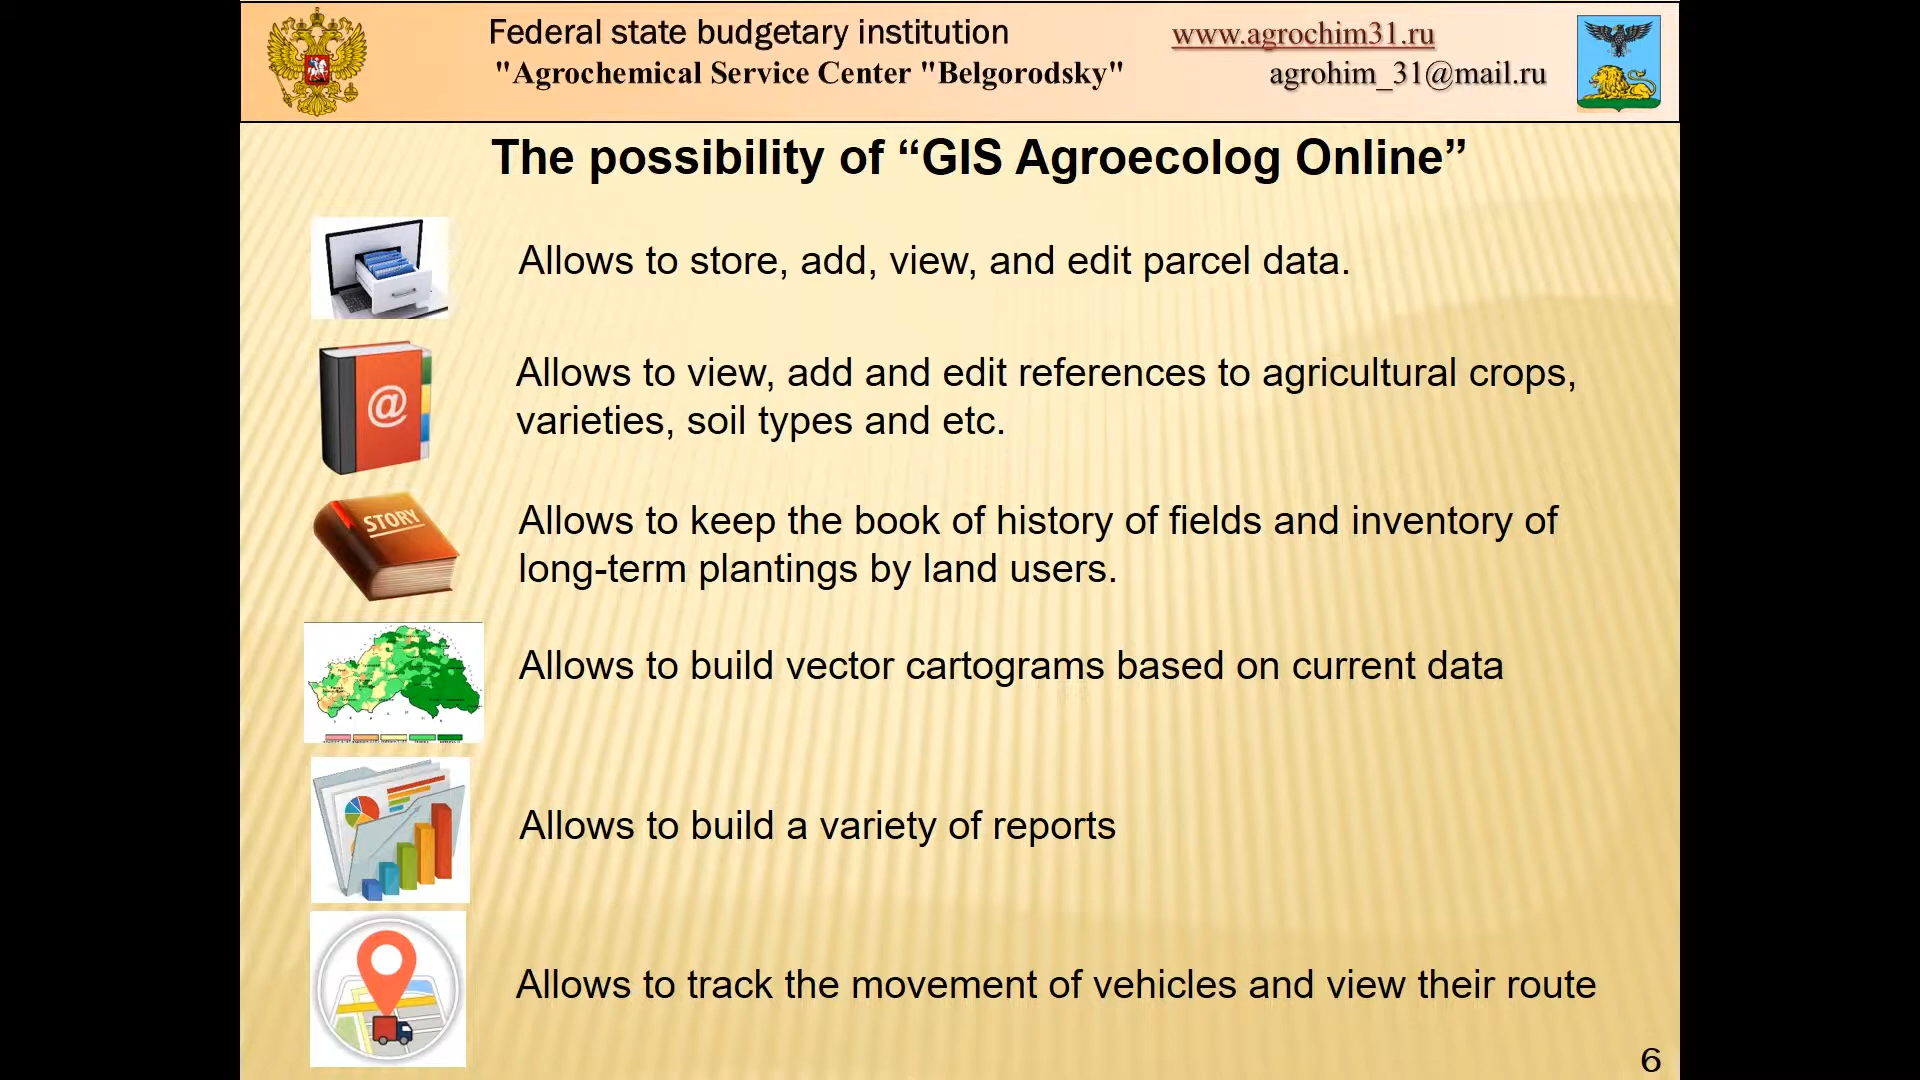 Federal state budgetary institution
"Agrochemical Service Center "Belgorodsky"
www.agrochim31.ru
agrohim_31@mail.ru
The possibility of “GIS Agroecolog Online”
Allows to store, add, view, and edit parcel data.
@
Allows to view, add and edit references to agricultural crops,
varieties, soil types and etc.
STORY
Allows to keep the book of history of fields and inventory of
long-term plantings by land users.
Allows to build vector cartograms based on current data
Allows to build a variety of reports
Allows to track the movement of vehicles and view their route
6